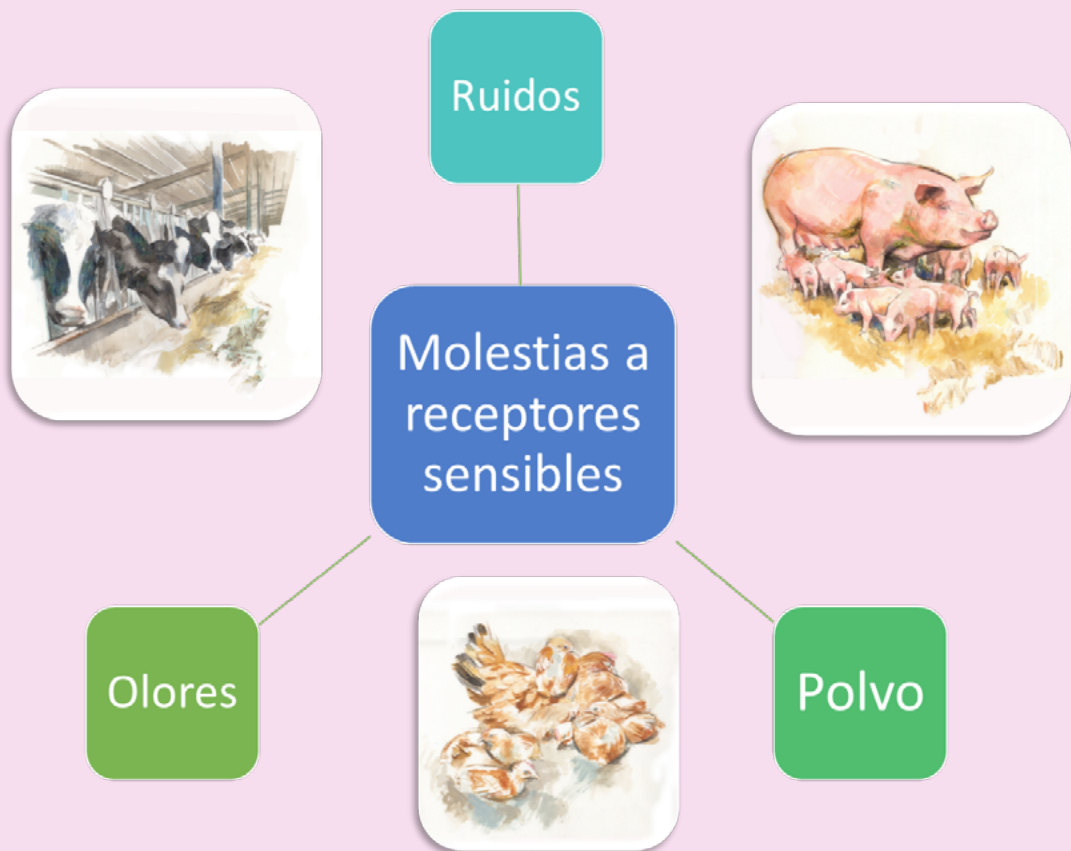 Ruidos
Molestias a
receptores
sensibles
Olores
Polvo